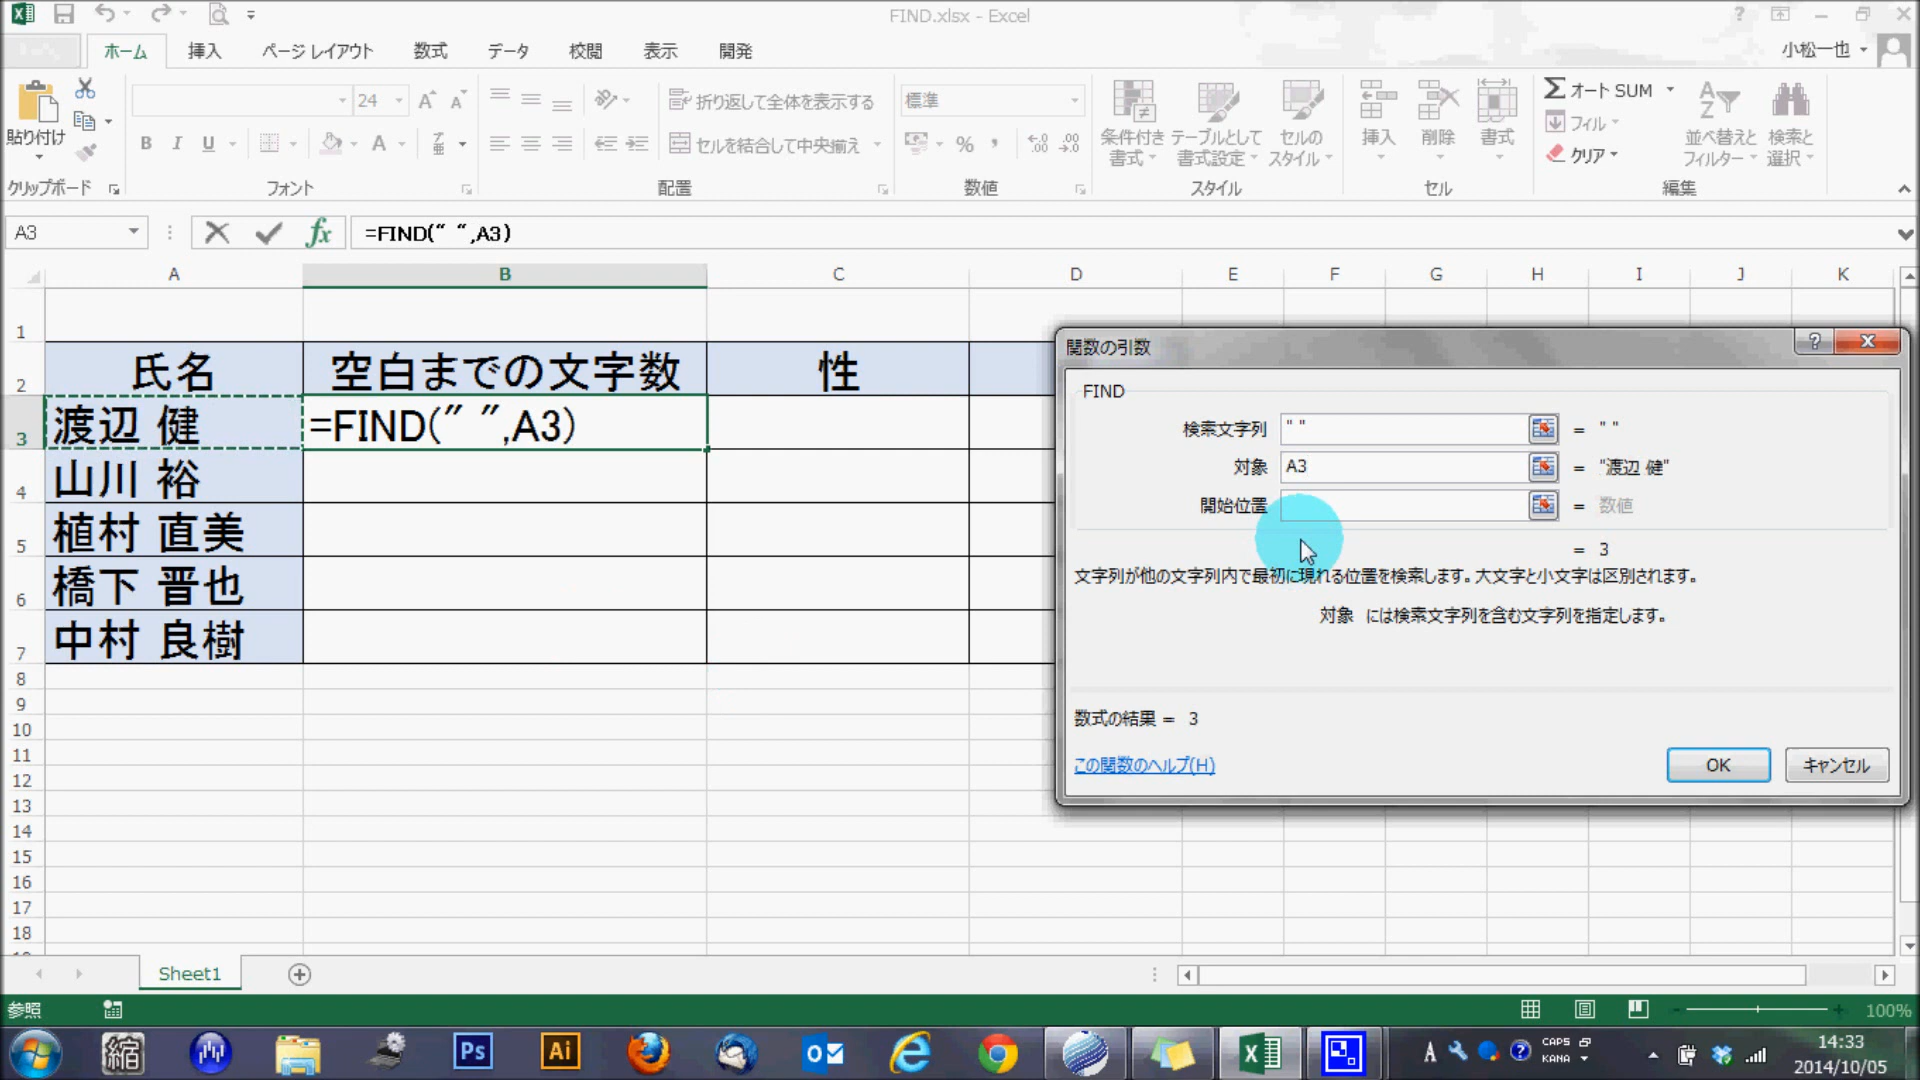 FIND.xlsx - Excel
ホーム 挿入 ページ レイアウト 数式 データ 校閲 表示 開発
小松一也
24
折り返して全体を表示する
標準
オート SUM
フィル
クリア
貼り付け
B I U
セルを結合して中央揃え
%
条件付き 書式
テーブルとして 書式設定
セルの スタイル
挿入
削除
書式
並べ替えと フィルター
検索と 選択
クリップボード フォント 配置 数値 スタイル セル 編集
A3
fx
=FIND(" ",A3)
A B C D E F G H I J K
1
2 氏名 空白までの文字数 性
3 渡辺 健 =FIND(" ",A3)
4 山川 裕
5 植村 直美
6 橋下 晋也
7 中村 良樹
8
9
10
11
12
13
14
15
16
17
18
関数の引数
FIND
検索文字列 " " = " "
対象 A3 = "渡辺 健"
開始位置 = 数値
= 3
文字列が他の文字列内で最初に現れる位置を検索します。大文字と小文字は区別されます。
対象 には検索文字列を含む文字列を指定します。
数式の結果 = 3
この関数のヘルプ(H)
OK キャンセル
Sheet1
参照
100%
縮
Ps
Ai
A
CAPS
KANA
14:33
2014/10/05